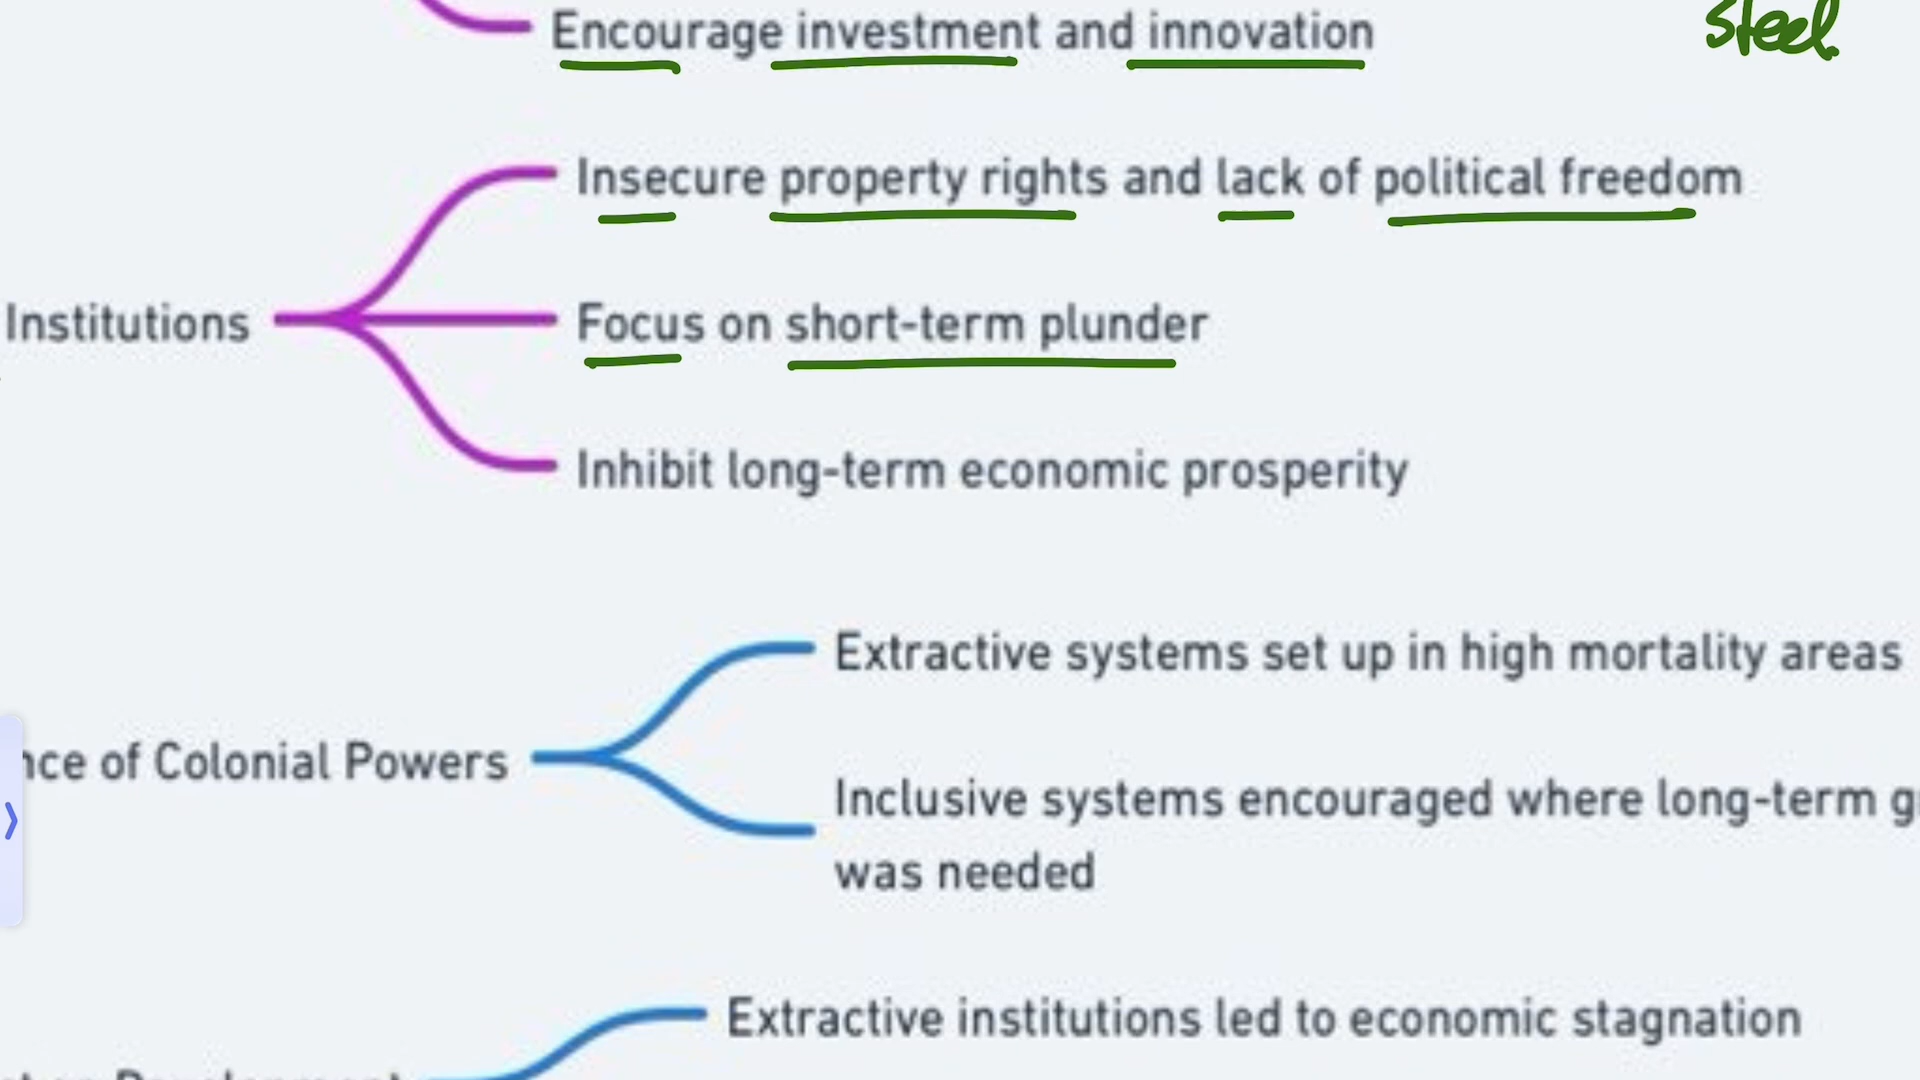 Encourage investment and innovation
steel
Insecure property rights and lack of political freedom
Institutions
Focus on short-term plunder
Inhibit long-term economic prosperity
Extractive systems set up in high mortality areas
of Colonial Powers
Inclusive systems encouraged where long-term
was needed
Extractive institutions led to economic stagnation